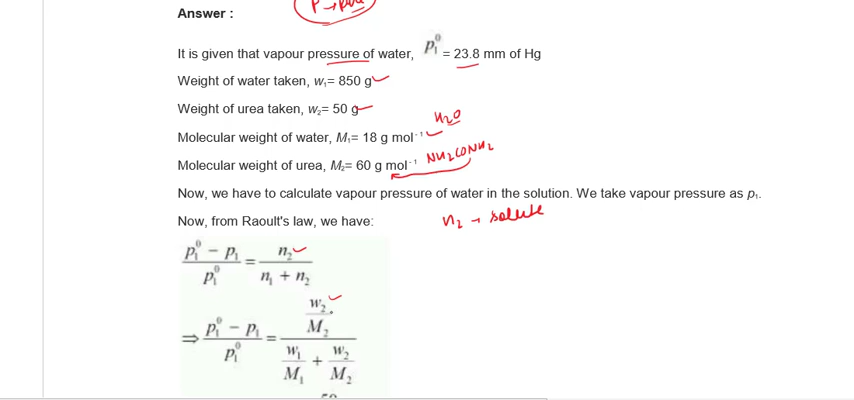 P → pure
Answer :
It is given that vapour pressure of water, p₁⁰ = 23.8 mm of Hg
Weight of water taken, w₁= 850 g
Weight of urea taken, w₂= 50 g
H₂O
Molecular weight of water, M₁= 18 g mol⁻¹
Molecular weight of urea, M₂= 60 g mol⁻¹ NH₂CONH₂
Now, we have to calculate vapour pressure of water in the solution. We take vapour pressure as p₁.
Now, from Raoult's law, we have: n₂ → solute
(p₁⁰ − p₁)/p₁⁰ = n₂/(n₁ + n₂)
⇒ (p₁⁰ − p₁)/p₁⁰ = (w₂/M₂)/(w₁/M₁ + w₂/M₂)